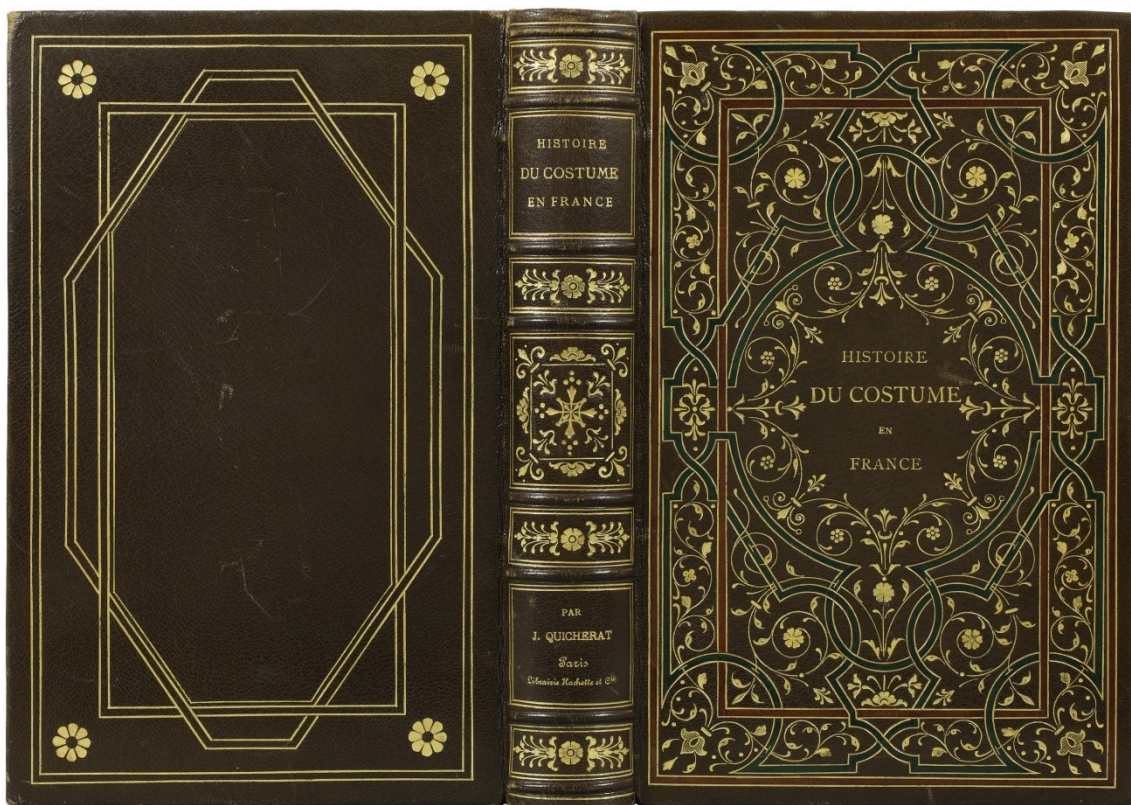 HISTOIRE
DU COSTUME
EN FRANCE
PAR
J. QUICHERAT
Paris
Librairie Hachette et Cie
HISTOIRE
DU COSTUME
EN
FRANCE